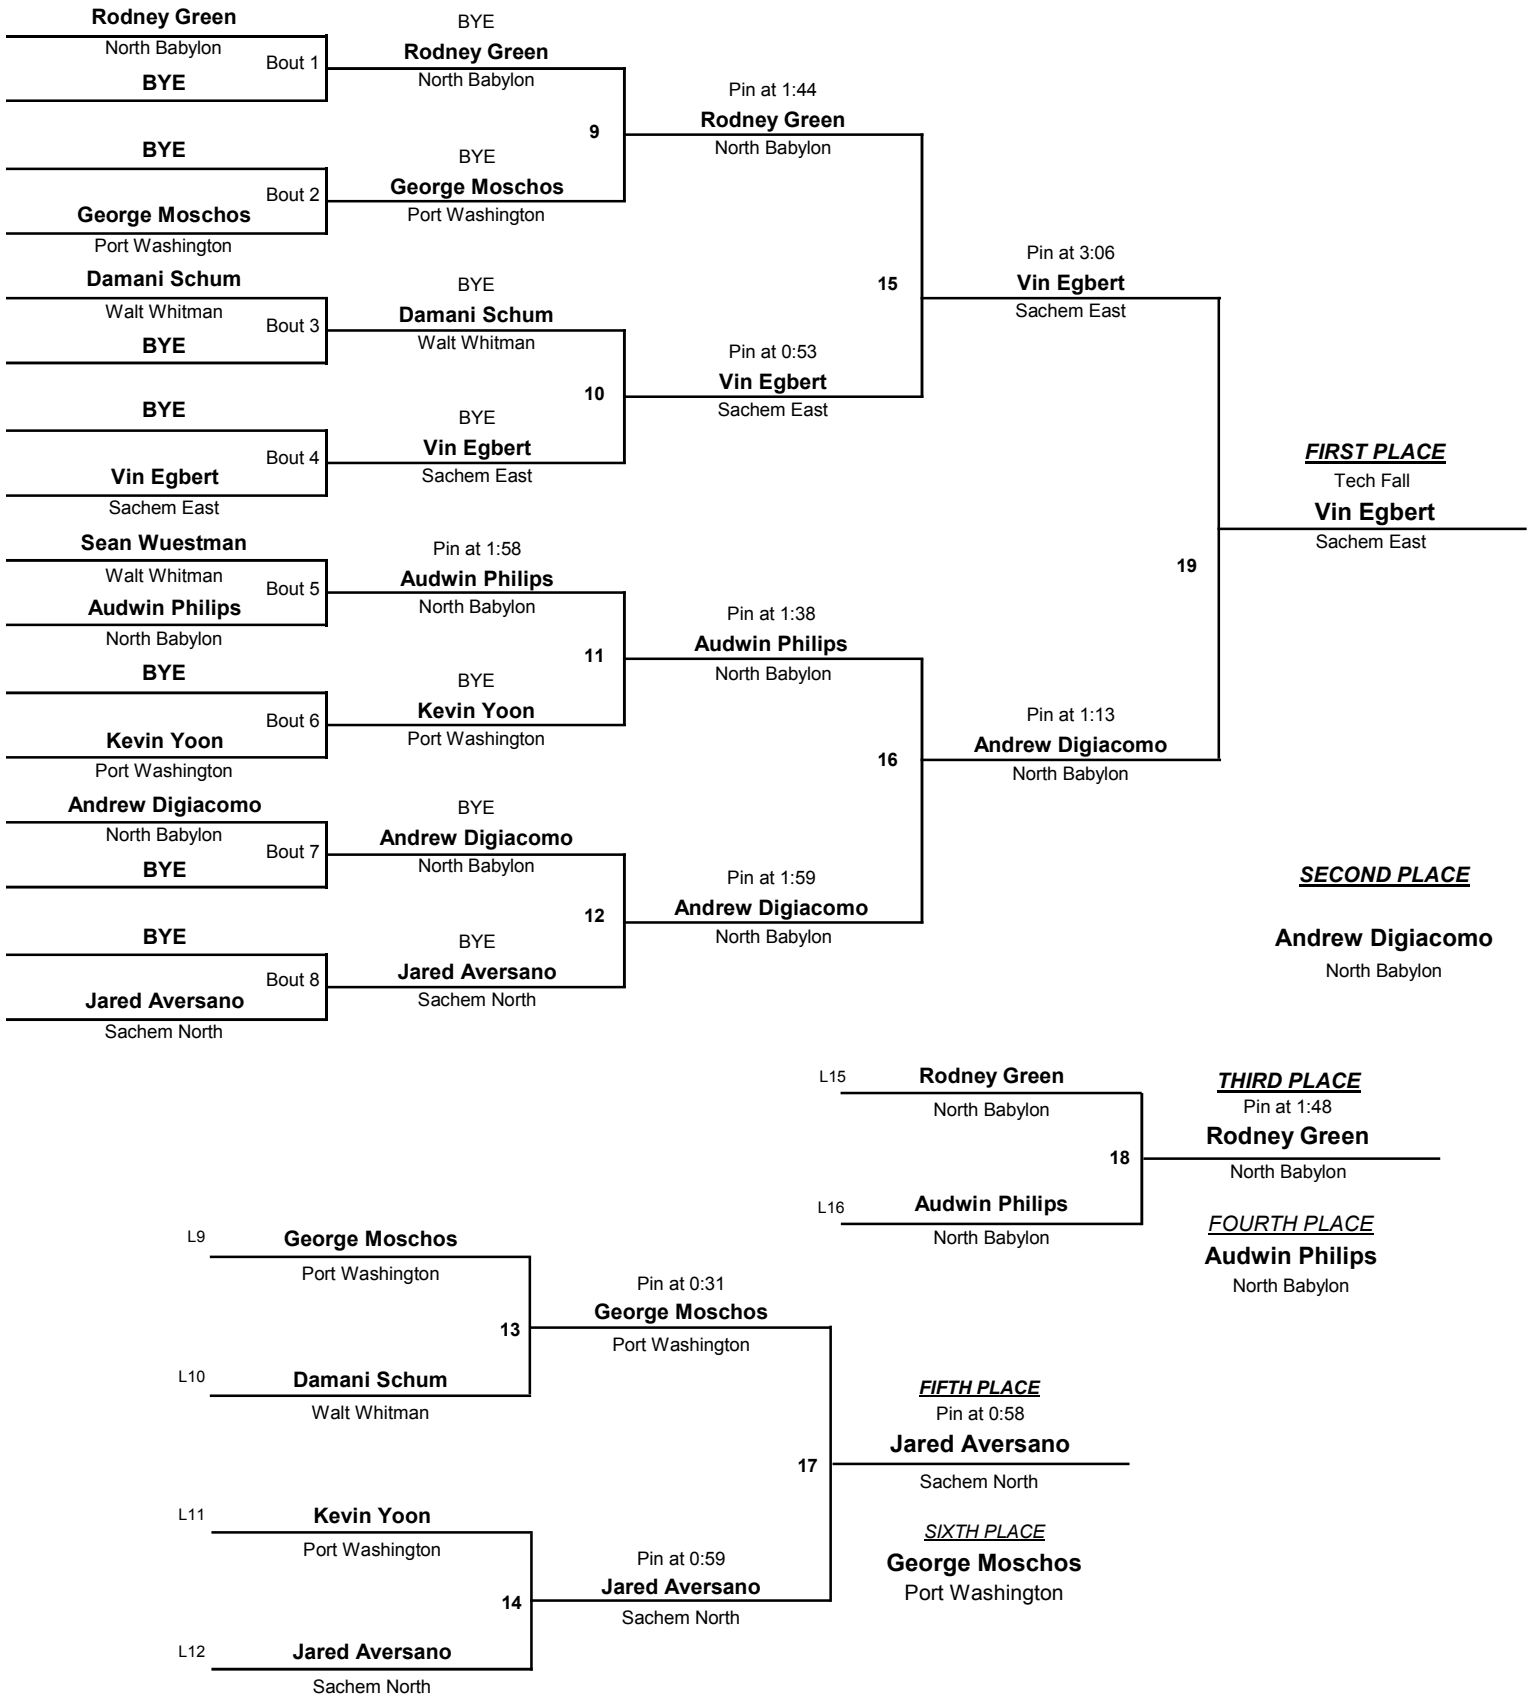 Rodney Green
North Babylon
Bout 1
BYE
BYE
George Moschos
Bout 2
Port Washington
Damani Schum
Walt Whitman
Bout 3
BYE
BYE
Vin Egbert
Bout 4
Sachem East
Sean Wuestman
Walt Whitman
Bout 5
Audwin Philips
North Babylon
BYE
Kevin Yoon
Bout 6
Port Washington
Andrew Digiacomo
North Babylon
Bout 7
BYE
BYE
Jared Aversano
Bout 8
Sachem North
BYE
Rodney Green
North Babylon
9
BYE
George Moschos
Port Washington
BYE
Damani Schum
Walt Whitman
10
BYE
Vin Egbert
Sachem East
Pin at 1:58
Audwin Philips
North Babylon
11
BYE
Kevin Yoon
Port Washington
BYE
Andrew Digiacomo
North Babylon
12
BYE
Jared Aversano
Sachem North
Pin at 1:44
Rodney Green
North Babylon
15
Pin at 0:53
Vin Egbert
Sachem East
Pin at 1:38
Audwin Philips
North Babylon
16
Pin at 1:59
Andrew Digiacomo
North Babylon
Pin at 3:06
Vin Egbert
Sachem East
19
Pin at 1:13
Andrew Digiacomo
North Babylon
FIRST PLACE
Tech Fall
Vin Egbert
Sachem East
SECOND PLACE
Andrew Digiacomo
North Babylon
L15
Rodney Green
North Babylon
18
L16
Audwin Philips
North Babylon
THIRD PLACE
Pin at 1:48
Rodney Green
North Babylon
FOURTH PLACE
Audwin Philips
North Babylon
L9
George Moschos
Port Washington
13
L10
Damani Schum
Walt Whitman
L11
Kevin Yoon
Port Washington
14
L12
Jared Aversano
Sachem North
Pin at 0:31
George Moschos
Port Washington
17
Pin at 0:59
Jared Aversano
Sachem North
FIFTH PLACE
Pin at 0:58
Jared Aversano
Sachem North
SIXTH PLACE
George Moschos
Port Washington